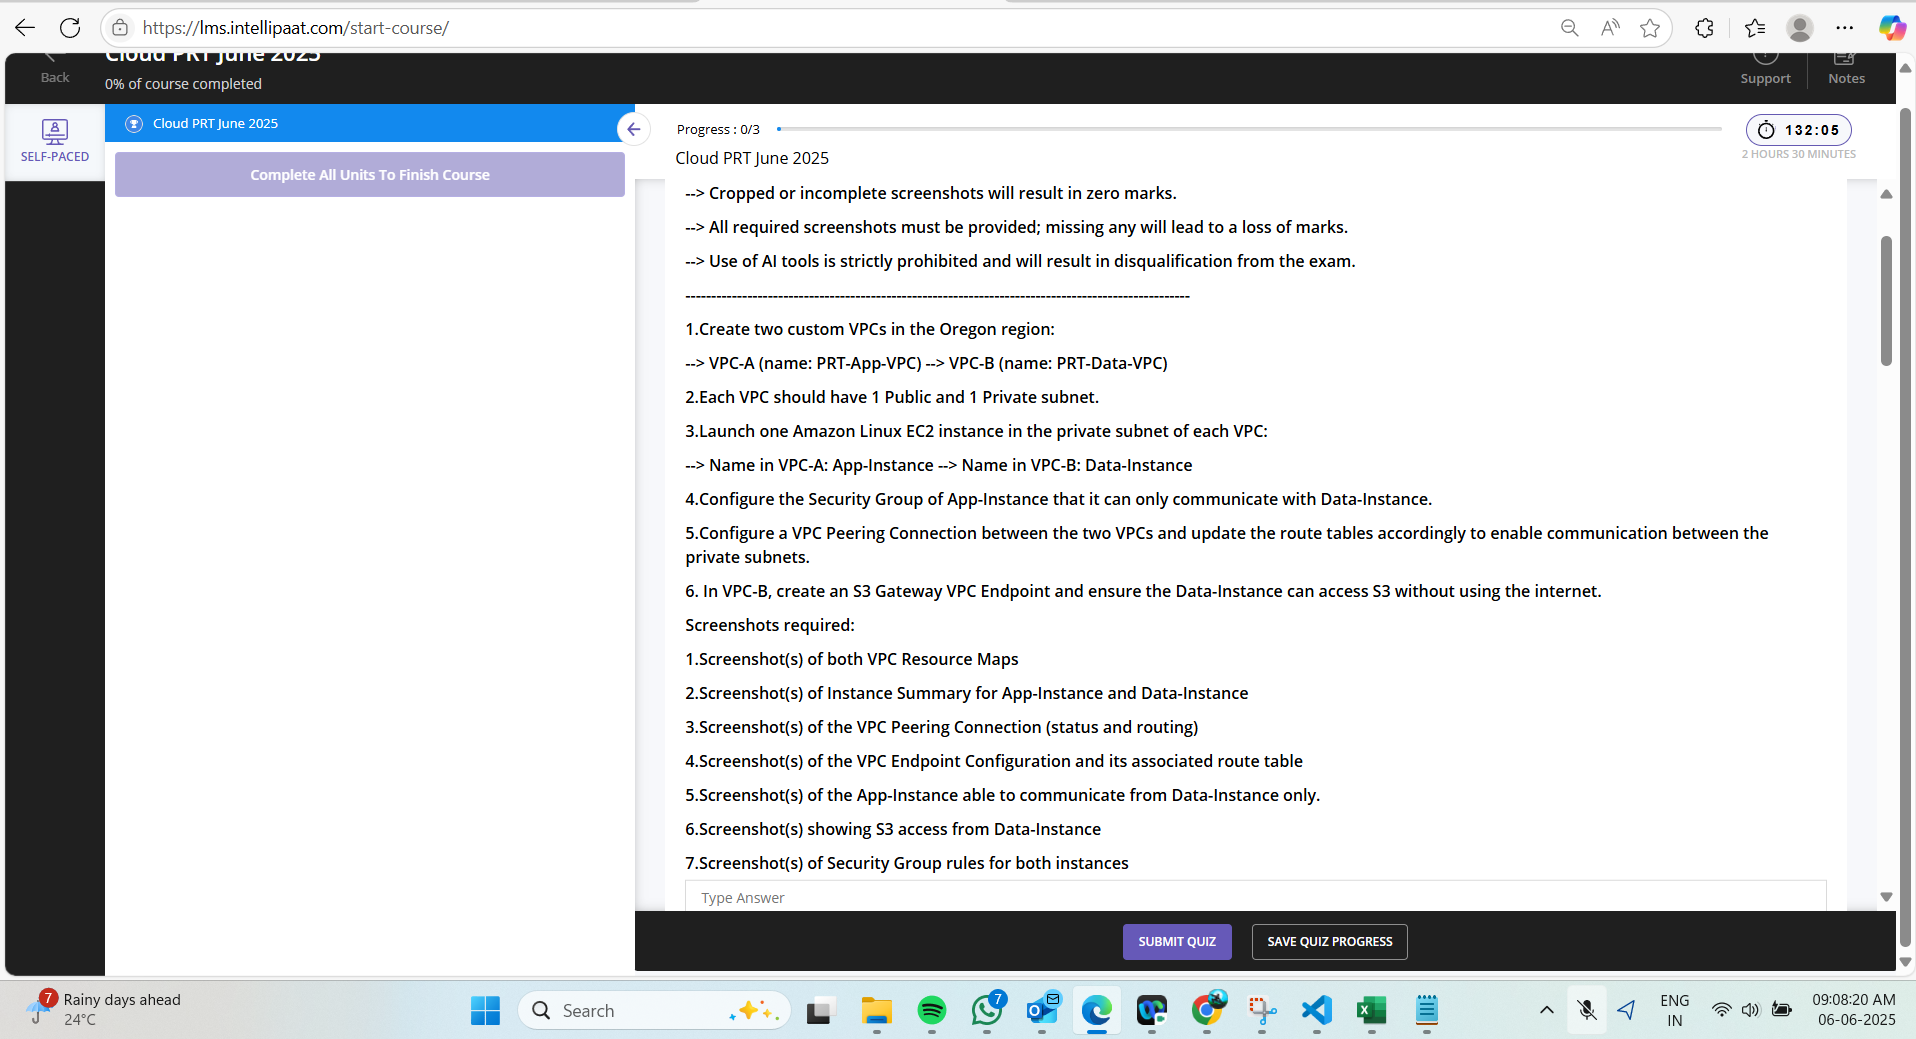 https://lms.intellipaat.com/start-course/
Back
Cloud PRT June 2025
0% of course completed
Support
Notes
SELF-PACED
Cloud PRT June 2025
Complete All Units To Finish Course
Progress : 0/3
132:05
2 HOURS 30 MINUTES
Cloud PRT June 2025
--> Cropped or incomplete screenshots will result in zero marks.
--> All required screenshots must be provided; missing any will lead to a loss of marks.
--> Use of AI tools is strictly prohibited and will result in disqualification from the exam.
----------------------------------------------------------------------------------------------------
1.Create two custom VPCs in the Oregon region:
--> VPC-A (name: PRT-App-VPC) --> VPC-B (name: PRT-Data-VPC)
2.Each VPC should have 1 Public and 1 Private subnet.
3.Launch one Amazon Linux EC2 instance in the private subnet of each VPC:
--> Name in VPC-A: App-Instance --> Name in VPC-B: Data-Instance
4.Configure the Security Group of App-Instance that it can only communicate with Data-Instance.
5.Configure a VPC Peering Connection between the two VPCs and update the route tables accordingly to enable communication between the
private subnets.
6. In VPC-B, create an S3 Gateway VPC Endpoint and ensure the Data-Instance can access S3 without using the internet.
Screenshots required:
1.Screenshot(s) of both VPC Resource Maps
2.Screenshot(s) of Instance Summary for App-Instance and Data-Instance
3.Screenshot(s) of the VPC Peering Connection (status and routing)
4.Screenshot(s) of the VPC Endpoint Configuration and its associated route table
5.Screenshot(s) of the App-Instance able to communicate from Data-Instance only.
6.Screenshot(s) showing S3 access from Data-Instance
7.Screenshot(s) of Security Group rules for both instances
Type Answer
SUBMIT QUIZ
SAVE QUIZ PROGRESS
7
Rainy days ahead
24°C
Search
7
ENG
IN
09:08:20 AM
06-06-2025